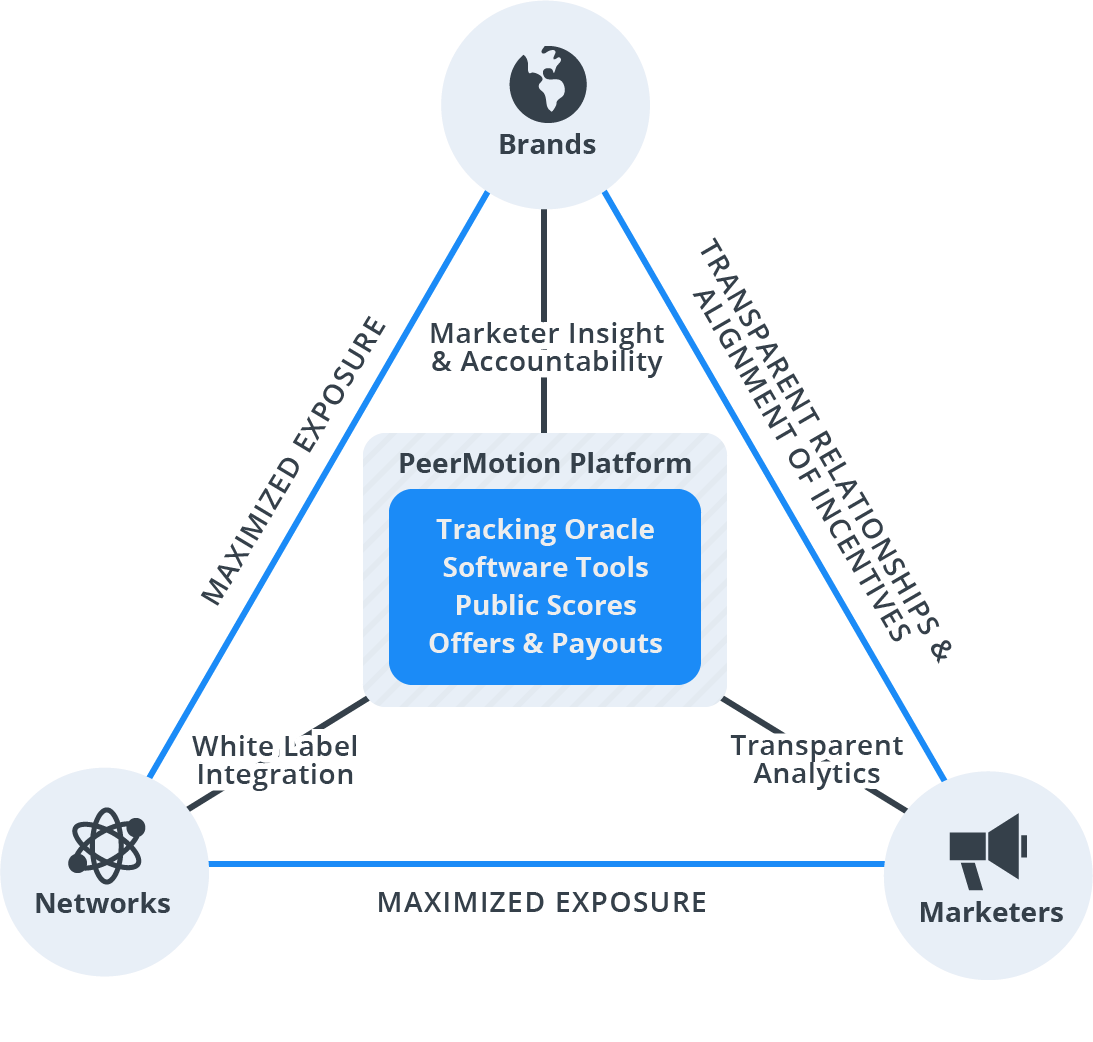 Brands
Marketer Insight
& Accountability
MAXIMIZED EXPOSURE
TRANSPARENT RELATIONSHIPS &
ALIGNMENT OF INCENTIVES
PeerMotion Platform
Tracking Oracle
Software Tools
Public Scores
Offers & Payouts
White Label
Integration
Transparent
Analytics
Networks
MAXIMIZED EXPOSURE
Marketers